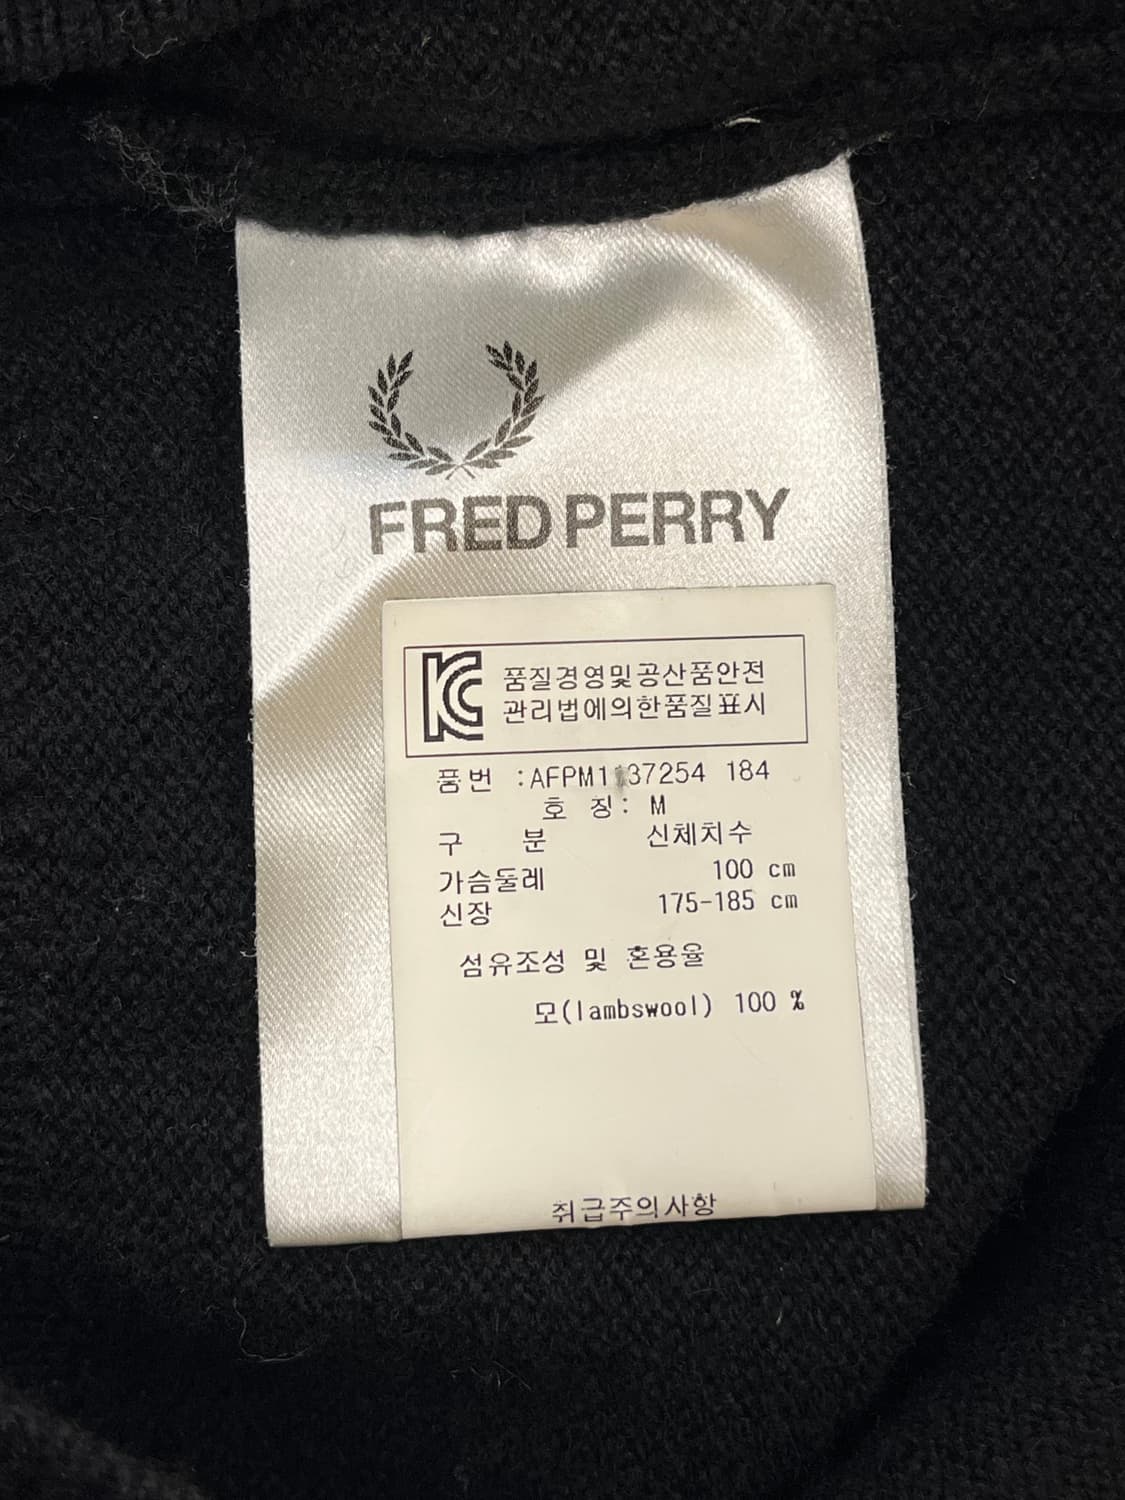 FRED PERRY
품질경영및공산품안전
관리법에의한품질표시
품번 : 184
호 칭: M
구 분 신체치수
가슴둘레 100 cm
신장 175-185 cm
섬유조성 및 혼용율
모(lambswool) 100 %
취급주의사항